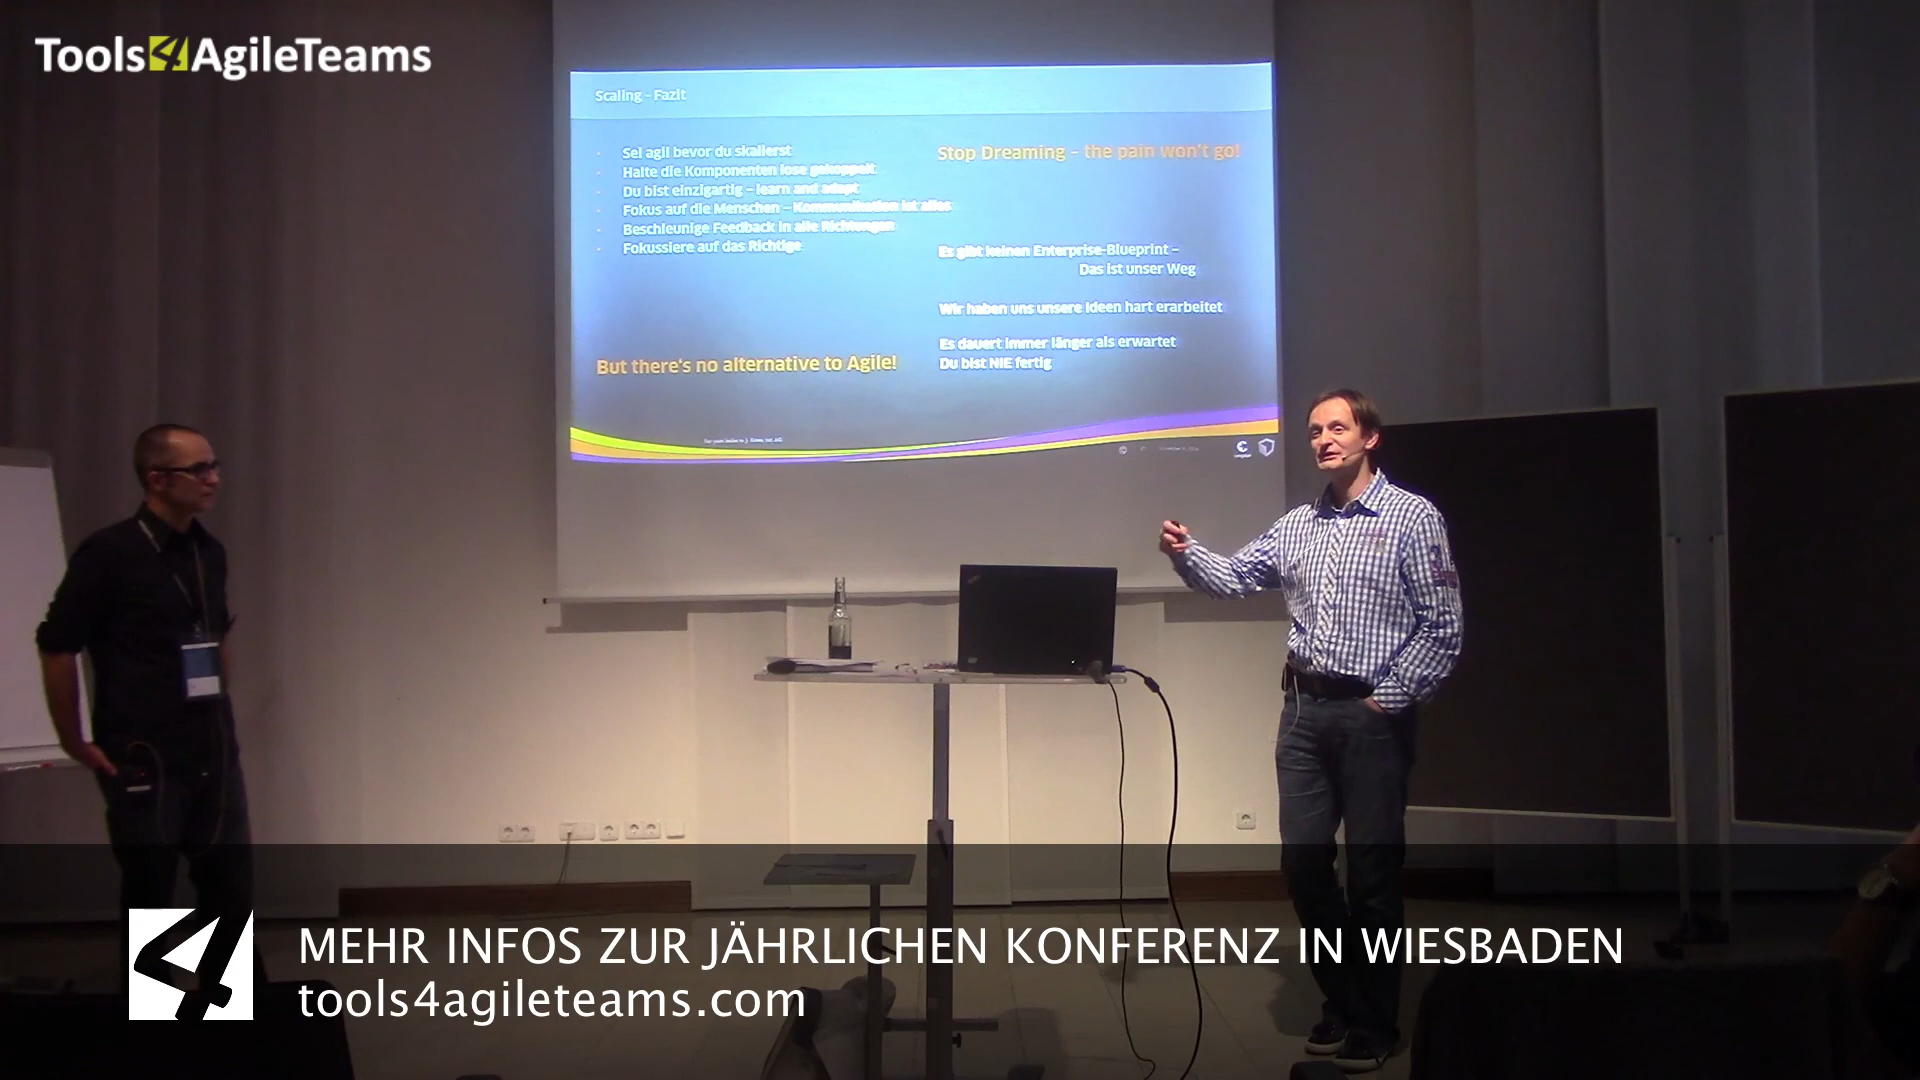 Tools4AgileTeams
Scaling - Fazit
Sei agil bevor du skalierst
Halte die Komponenten lose gekoppelt
Du bist einzigartig – learn and adapt
Fokus auf die Menschen – Kommunikation ist alles
Beschleunige Feedback in alle Richtungen
Fokussiere auf das Richtige
But there's no alternative to Agile!
Stop Dreaming – the pain won't go!
Es gibt keinen Enterprise-Blueprint –
Das ist unser Weg
Wir haben uns unsere Ideen hart erarbeitet
Es dauert immer länger als erwartet
Du bist NIE fertig
4 MEHR INFOS ZUR JÄHRLICHEN KONFERENZ IN WIESBADEN
tools4agileteams.com